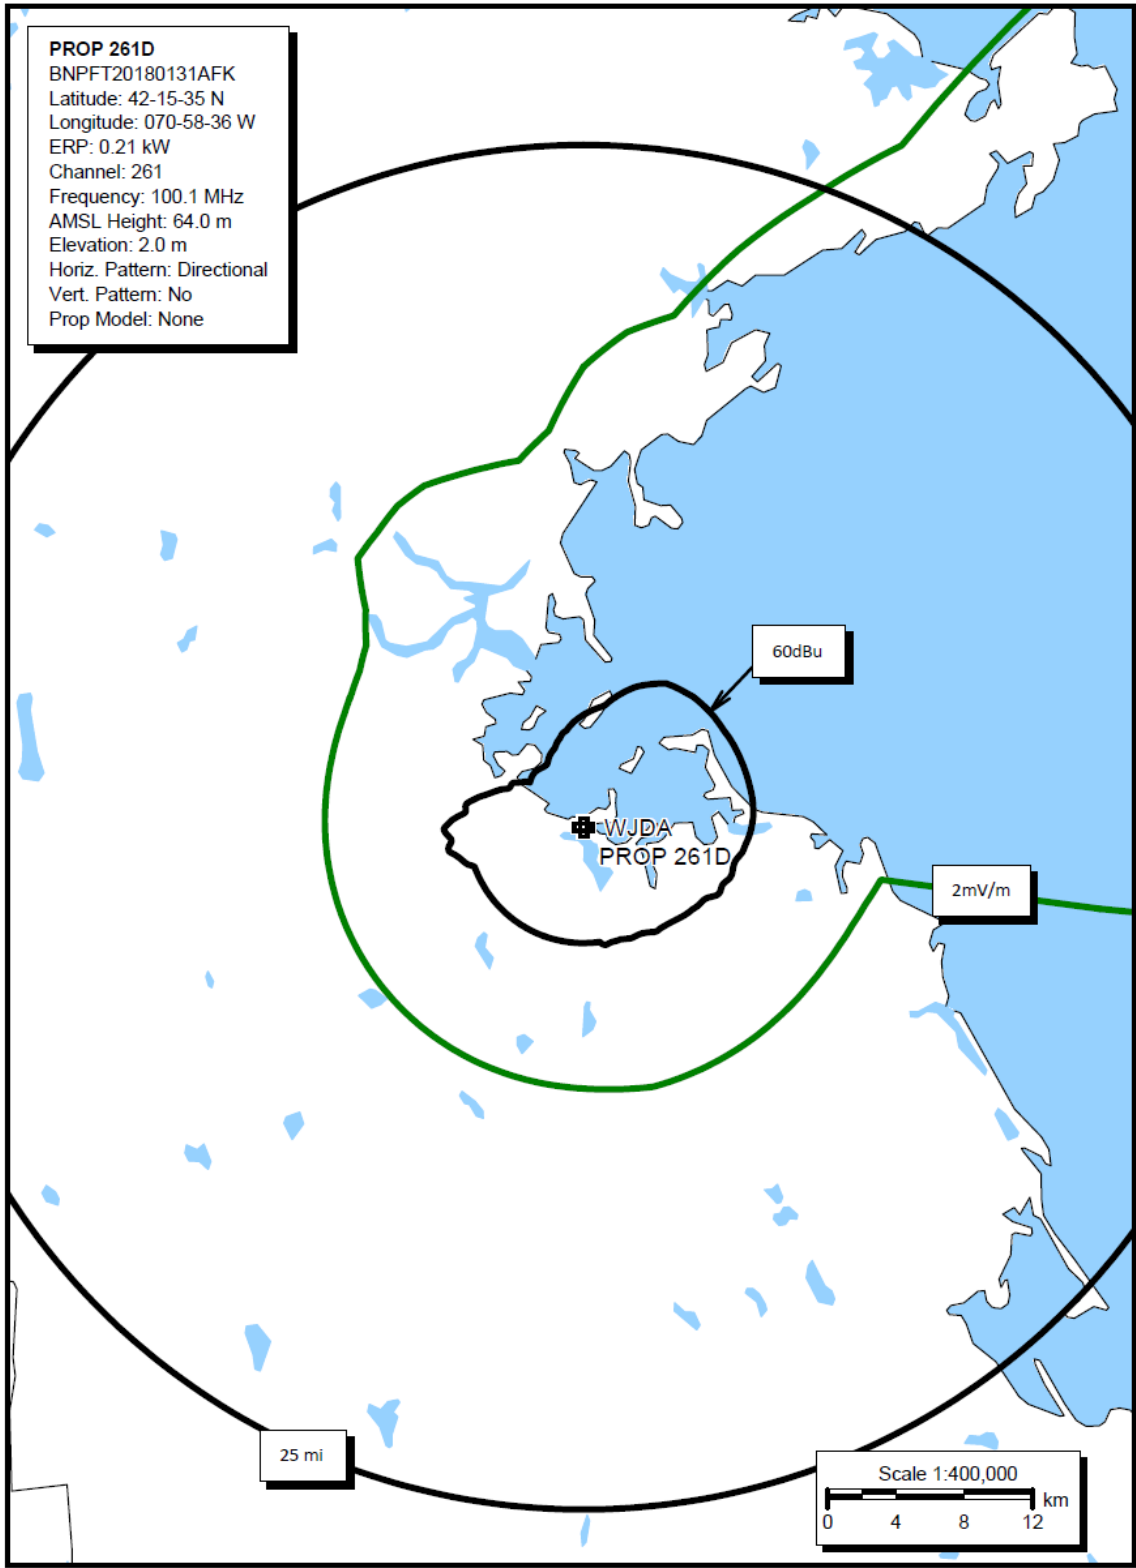 PROP 261D
BNPFT20180131AFK
Latitude: 42-15-35 N
Longitude: 070-58-36 W
ERP: 0.21 kW
Channel: 261
Frequency: 100.1 MHz
AMSL Height: 64.0 m
Elevation: 2.0 m
Horiz. Pattern: Directional
Vert. Pattern: No
Prop Model: None
60dBu
WJDA
PROP 261D
2mV/m
25 mi
Scale 1:400,000
km
0 4 8 12